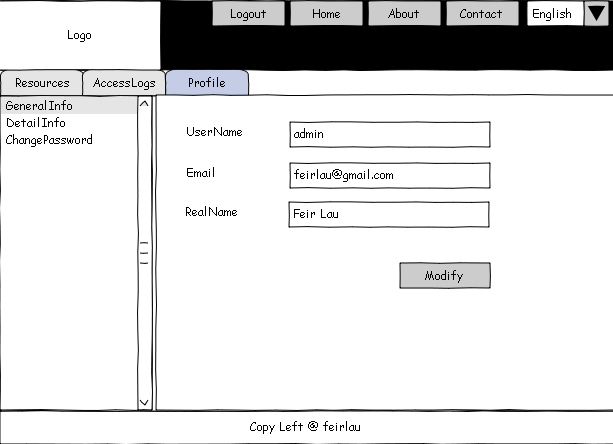 Logo
Logout Home About Contact English
Resources AccessLogs Profile
GeneralInfo
DetailInfo
ChangePassword
UserName admin
Email feirlau@gmail.com
RealName Feir Lau
Modify
Copy Left @ feirlau